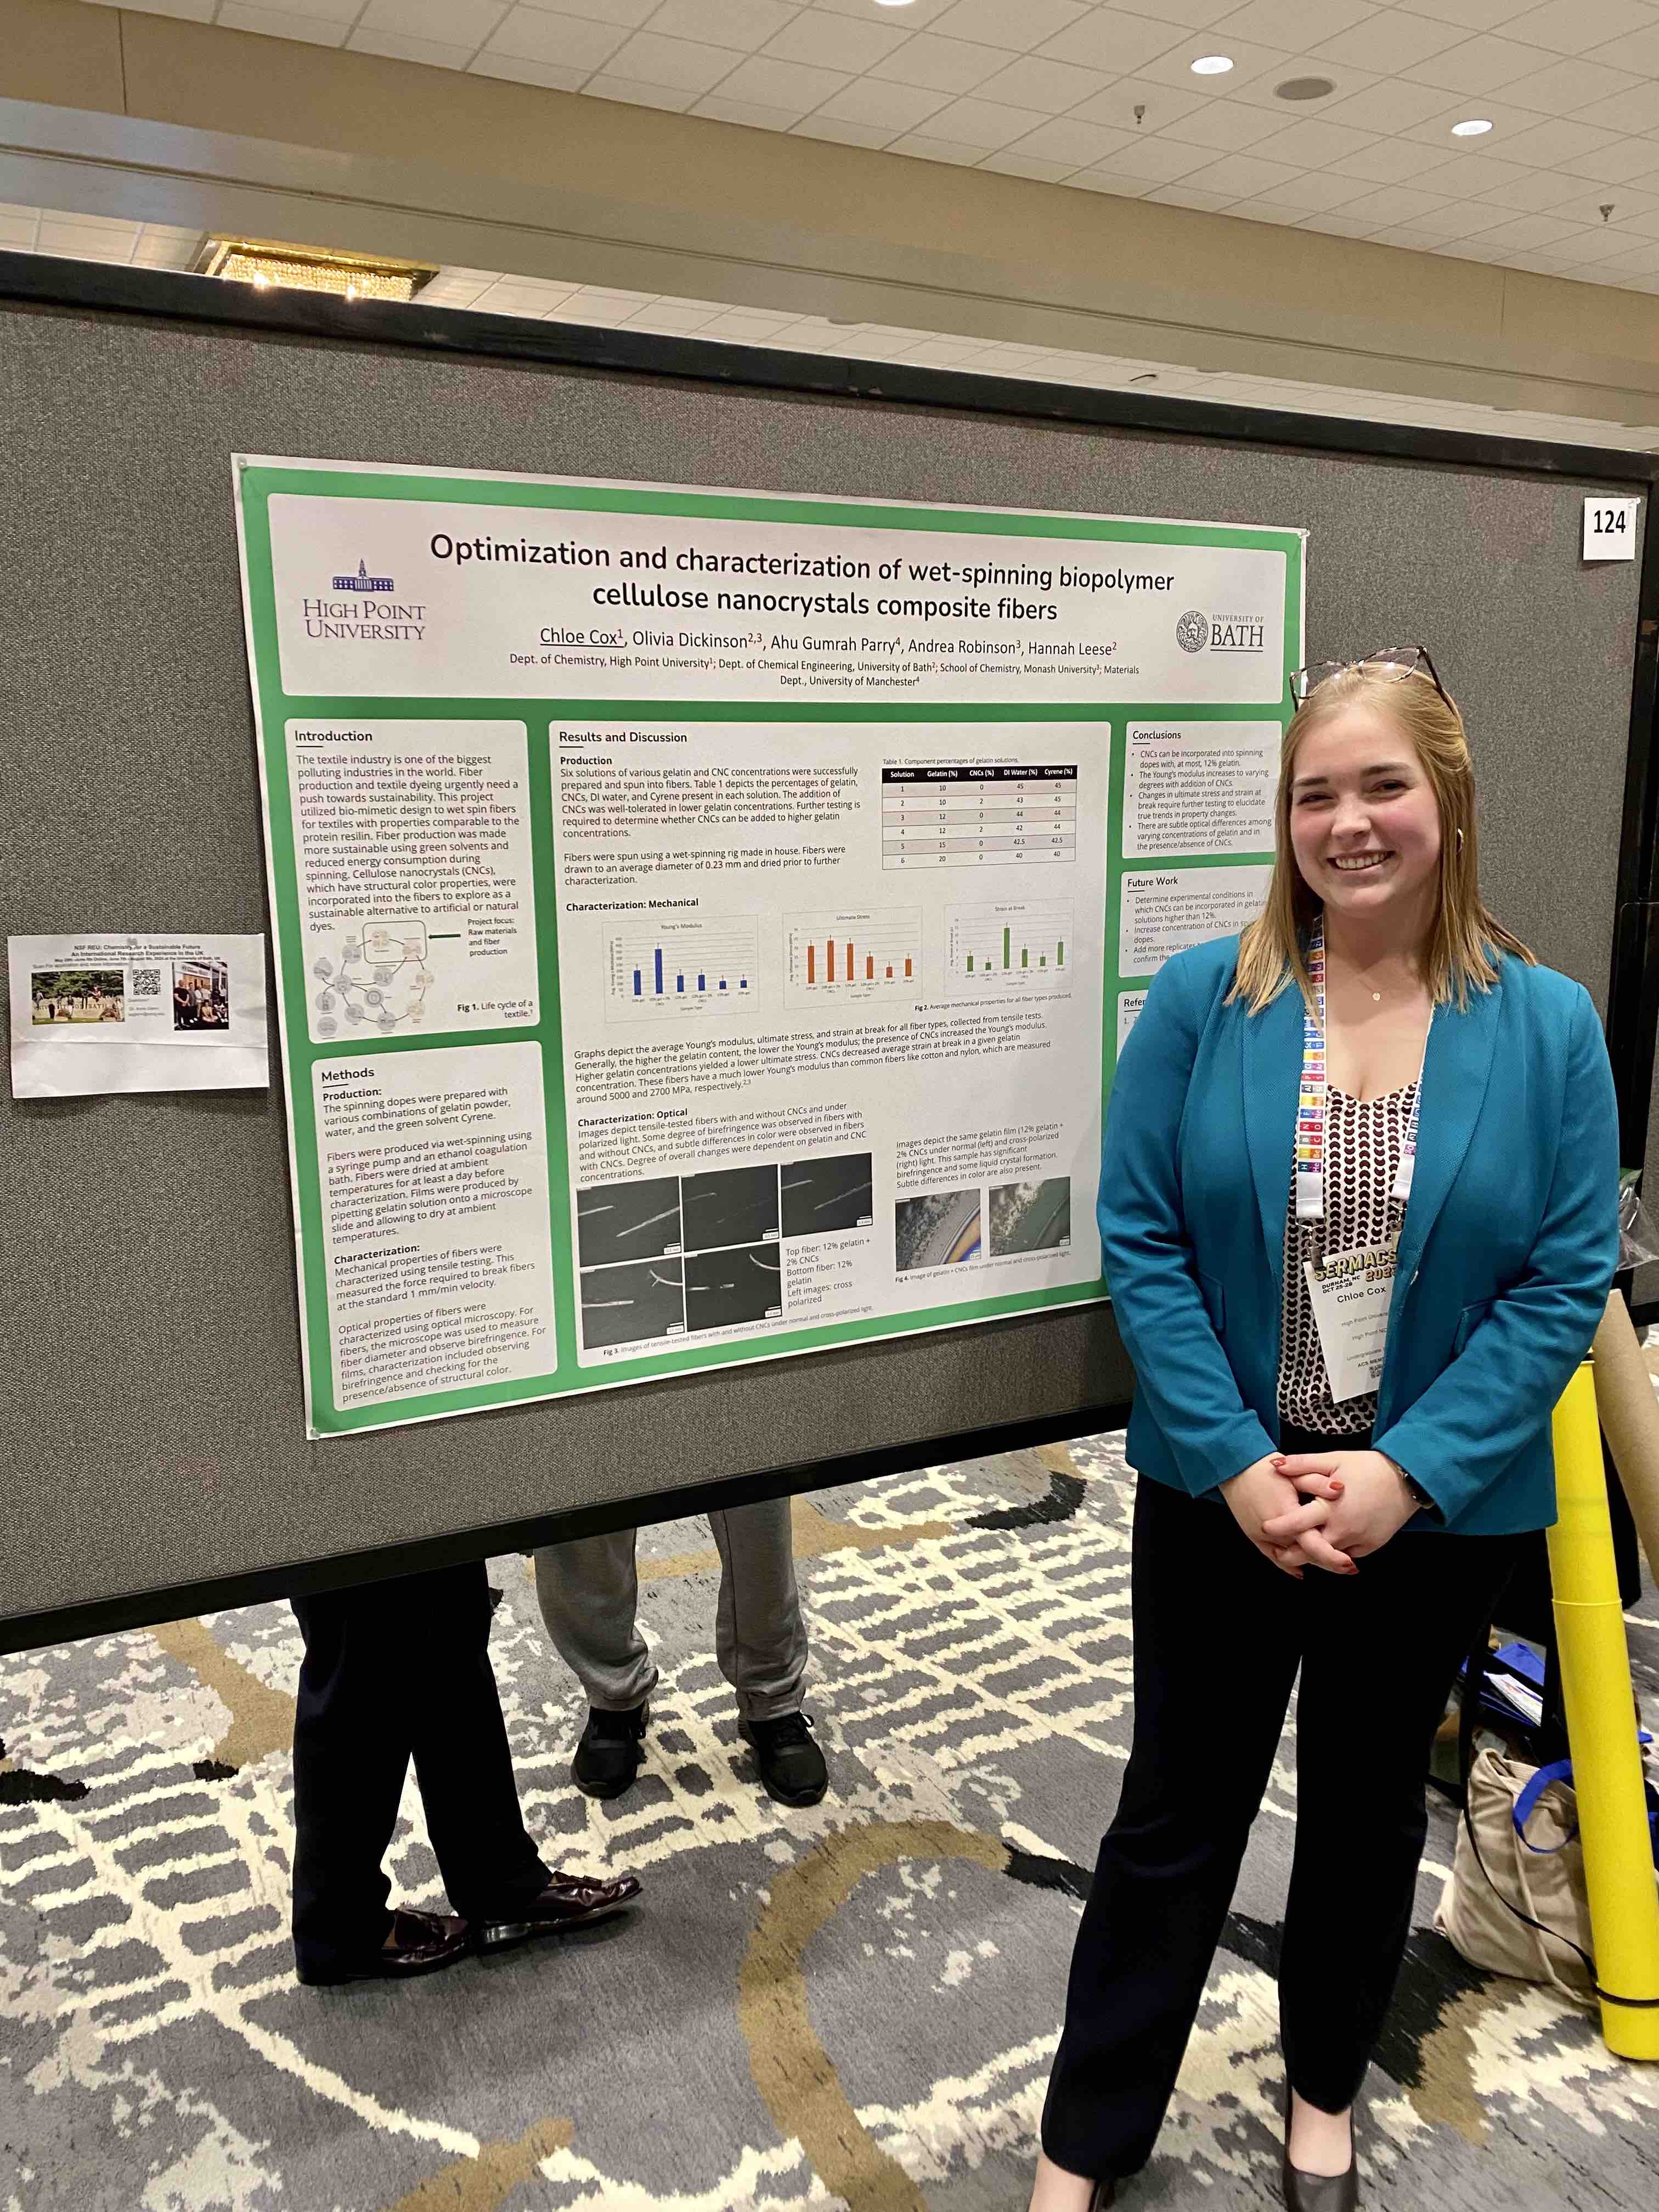 124
Optimization and characterization of wet-spinning biopolymer
cellulose nanocrystals composite fibers
HIGH POINT
UNIVERSITY
UNIVERSITY OF
BATH
Chloe Cox1, Olivia Dickinson2,3, Ahu Gumrah Parry4, Andrea Robinson3, Hannah Leese2
Dept. of Chemistry, High Point University1; Dept. of Chemical Engineering, University of Bath2; School of Chemistry, Monash University3; Materials
Dept., University of Manchester4
Introduction
The textile industry is one of the biggest
polluting industries in the world. Fiber
production and textile dyeing urgently need a
push towards sustainability. This project
utilized bio-mimetic design to wet spin fibers
for textiles with properties comparable to the
protein resilin. Fiber production was made
more sustainable using green solvents and
reduced energy consumption during
spinning. Cellulose nanocrystals (CNCs),
which have structural color properties, were
incorporated into the fibers to explore as a
sustainable alternative to artificial or natural
dyes.
Project focus:
Raw materials
and fiber
production
Fig 1. Life cycle of a
textile.1
Methods
Production:
The spinning dopes were prepared with
various combinations of gelatin powder,
water, and the green solvent Cyrene.
Fibers were produced via wet-spinning using
a syringe pump and an ethanol coagulation
bath. Fibers were dried at ambient
temperatures for at least a day before
characterization. Films were produced by
pipetting gelatin solution onto a microscope
slide and allowing to dry at ambient
temperatures.
Characterization:
Mechanical properties of fibers were
characterized using tensile testing. This
measured the force required to break fibers
at the standard 1 mm/min velocity.
Optical properties of fibers were
characterized using optical microscopy. For
fibers, the microscope was used to measure
fiber diameter and observe birefringence. For
films, characterization included observing
birefringence and checking for the
presence/absence of structural color.
Results and Discussion
Production
Six solutions of various gelatin and CNC concentrations were successfully
prepared and spun into fibers. Table 1 depicts the percentages of gelatin,
CNCs, DI water, and Cyrene present in each solution. The addition of
CNCs was well-tolerated in lower gelatin concentrations. Further testing is
required to determine whether CNCs can be added to higher gelatin
concentrations.
Fibers were spun using a wet-spinning rig made in house. Fibers were
drawn to an average diameter of 0.23 mm and dried prior to further
characterization.
Table 1. Component percentages of gelatin solutions.
Solution Gelatin (%) CNCs (%) DI Water (%) Cyrene (%)
1 10 0 45 45
2 10 2 43 45
3 12 0 44 44
4 12 2 42 44
5 15 0 42.5 42.5
6 20 0 40 40
Characterization: Mechanical
Young's Modulus
Ultimate Stress
Strain at Break
Fig 2. Average mechanical properties for all fiber types produced.
Graphs depict the average Young's modulus, ultimate stress, and strain at break for all fiber types, collected from tensile tests.
Generally, the higher the gelatin content, the lower the Young's modulus; the presence of CNCs increased the Young's modulus.
Higher gelatin concentrations yielded a lower ultimate stress. CNCs decreased average strain at break in a given gelatin
concentration. These fibers have a much lower Young's modulus than common fibers like cotton and nylon, which are measured
around 5000 and 2700 MPa, respectively.2,3
Characterization: Optical
Images depict tensile-tested fibers with and without CNCs and under
polarized light. Some degree of birefringence was observed in fibers with
and without CNCs, and subtle differences in color were observed in fibers
with CNCs. Degree of overall changes were dependent on gelatin and CNC
concentrations.
Top fiber: 12% gelatin +
2% CNCs
Bottom fiber: 12%
gelatin
Left images: cross
polarized
Fig 3. Images of tensile-tested fibers with and without CNCs under normal and cross-polarized light.
Images depict the same gelatin film (12% gelatin +
2% CNCs under normal (left) and cross-polarized
(right) light. This sample has significant
birefringence and some liquid crystal formation.
Subtle differences in color are also present.
Fig 4. Image of gelatin + CNCs film under normal and cross-polarized light.
Conclusions
• CNCs can be incorporated into spinning
dopes with, at most, 12% gelatin.
• The Young's modulus increases to varying
degrees with addition of CNCs.
• Changes in ultimate stress and strain at
break require further testing to elucidate
true trends in property changes.
• There are subtle optical differences among
varying concentrations of gelatin and in
the presence/absence of CNCs.
Future Work
• Determine experimental conditions in
which CNCs can be incorporated in gelatin
solutions higher than 12%.
• Increase concentration of CNCs in
dopes.
• Add more replicates
confirm the
Refer
1.
NSF REU: Chemistry for a Sustainable Future
An International Research Experience in the UK
SERMACS
DURHAM, NC
OCT 25-28
Chloe Cox
High Point University
High Point NC